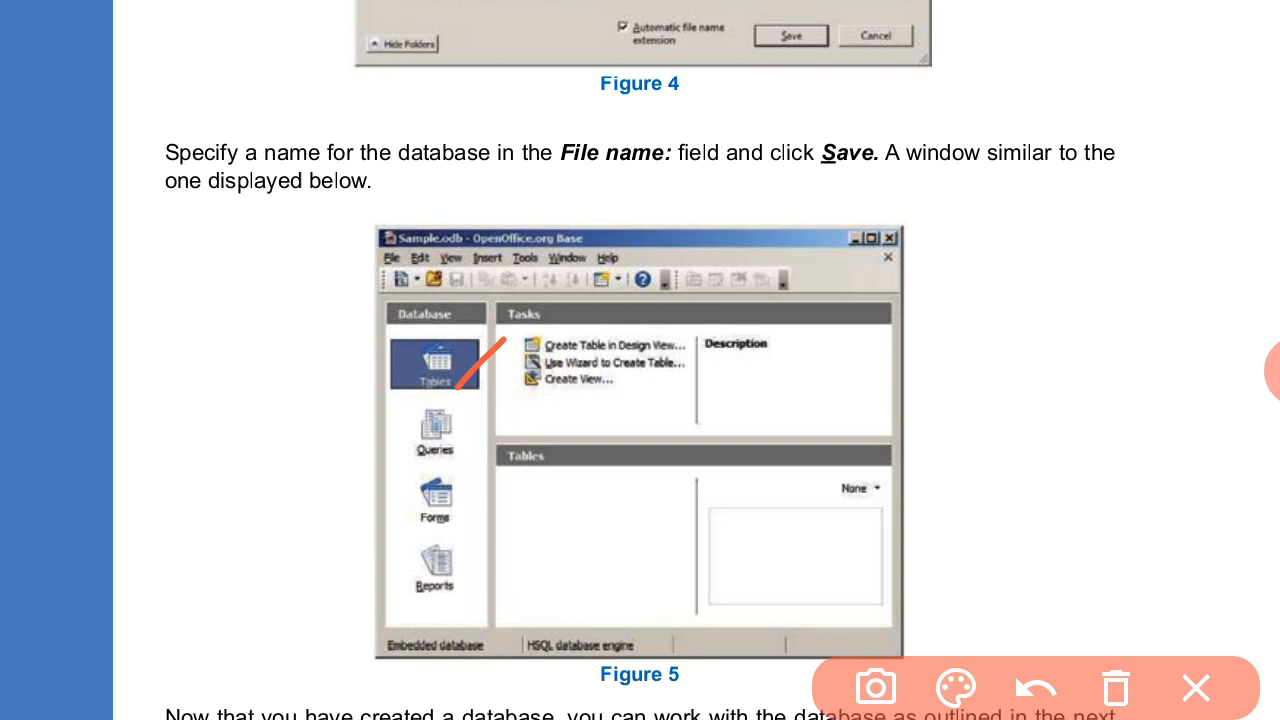 Automatic file name
extension
Save
Cancel
Hide Folders
Figure 4
Specify a name for the database in the File name: field and click Save. A window similar to the
one displayed below.
Sample.odb - OpenOffice.org Base
File Edit View Insert Tools Window Help
Database
Tasks
Tables
Create Table in Design View...
Use Wizard to Create Table...
Create View...
Description
Queries
Tables
None
Forms
Reports
Embedded database
HSQL database engine
Figure 5
Now that you have created a database, you can work with the database as outlined in the next